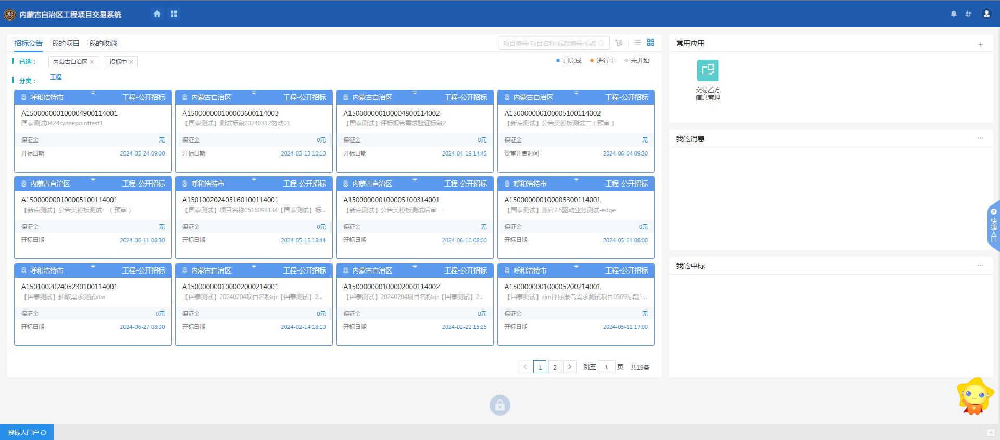 内蒙古自治区工程项目交易系统
招标公告 我的项目 我的收藏
项目编号/项目名称/标段编号/标段
已选： 内蒙古自治区 投标中
已完成 进行中 未开始
分类： 工程
呼和浩特市 工程-公开招标
A150000000100004900114001
国泰测试0424synaepointtest1
保证金 无
开标日期 2024-05-24 09:00
内蒙古自治区 工程-公开招标
A150000000100003600114003
【国泰测试】测试标段20240312勿动01
保证金 0元
开标日期 2024-03-13 10:10
内蒙古自治区 工程-公开招标
A150000000100004800114002
【国泰测试】评标报告需求验证标段2
保证金 0元
开标日期 2024-04-19 14:45
内蒙古自治区 工程-公开招标
A150000000100005100114002
【新点测试】公告类模板测试二（预审）
保证金 无
资审开启时间 2024-06-04 09:30
内蒙古自治区 工程-公开招标
A150000000100005100114001
【新点测试】公告类模板测试一（预审）
保证金 无
开标日期 2024-06-11 08:30
呼和浩特市 工程-公开招标
A150100202405160100114001
【国泰测试】项目名称0516093134【国泰测试】标...
保证金 0元
开标日期 2024-05-16 18:44
内蒙古自治区 工程-公开招标
A150000000100005100314001
【新点测试】公告类模板测试后审一
保证金 无
开标日期 2024-06-10 08:00
呼和浩特市 工程-公开招标
A150000000100005300114001
【国泰测试】兼容2.5驱动业务测试-edge
保证金 0元
开标日期 2024-05-21 08:00
呼和浩特市 工程-公开招标
A150100202405230100114001
【国泰测试】抽取需求测试xtw
保证金 0元
开标日期 2024-06-27 08:00
内蒙古自治区 工程-公开招标
A150000000100002000214001
【国泰测试】20240204项目名称xjr【国泰测试】2...
保证金 0元
开标日期 2024-02-14 18:10
内蒙古自治区 工程-公开招标
A150000000100002000114002
【国泰测试】20240204项目名称xjr【国泰测试】2...
保证金 0元
开标日期 2024-02-22 15:25
呼和浩特市 工程-公开招标
A150000000100005200214001
【国泰测试】zjm评标报告需求测试项目0509标段1...
保证金 无
开标日期 2024-05-11 17:00
1 2 跳至 1 页 共19条
常用应用
交易乙方
信息管理
我的消息
我的中标
快捷入口
投标人门户